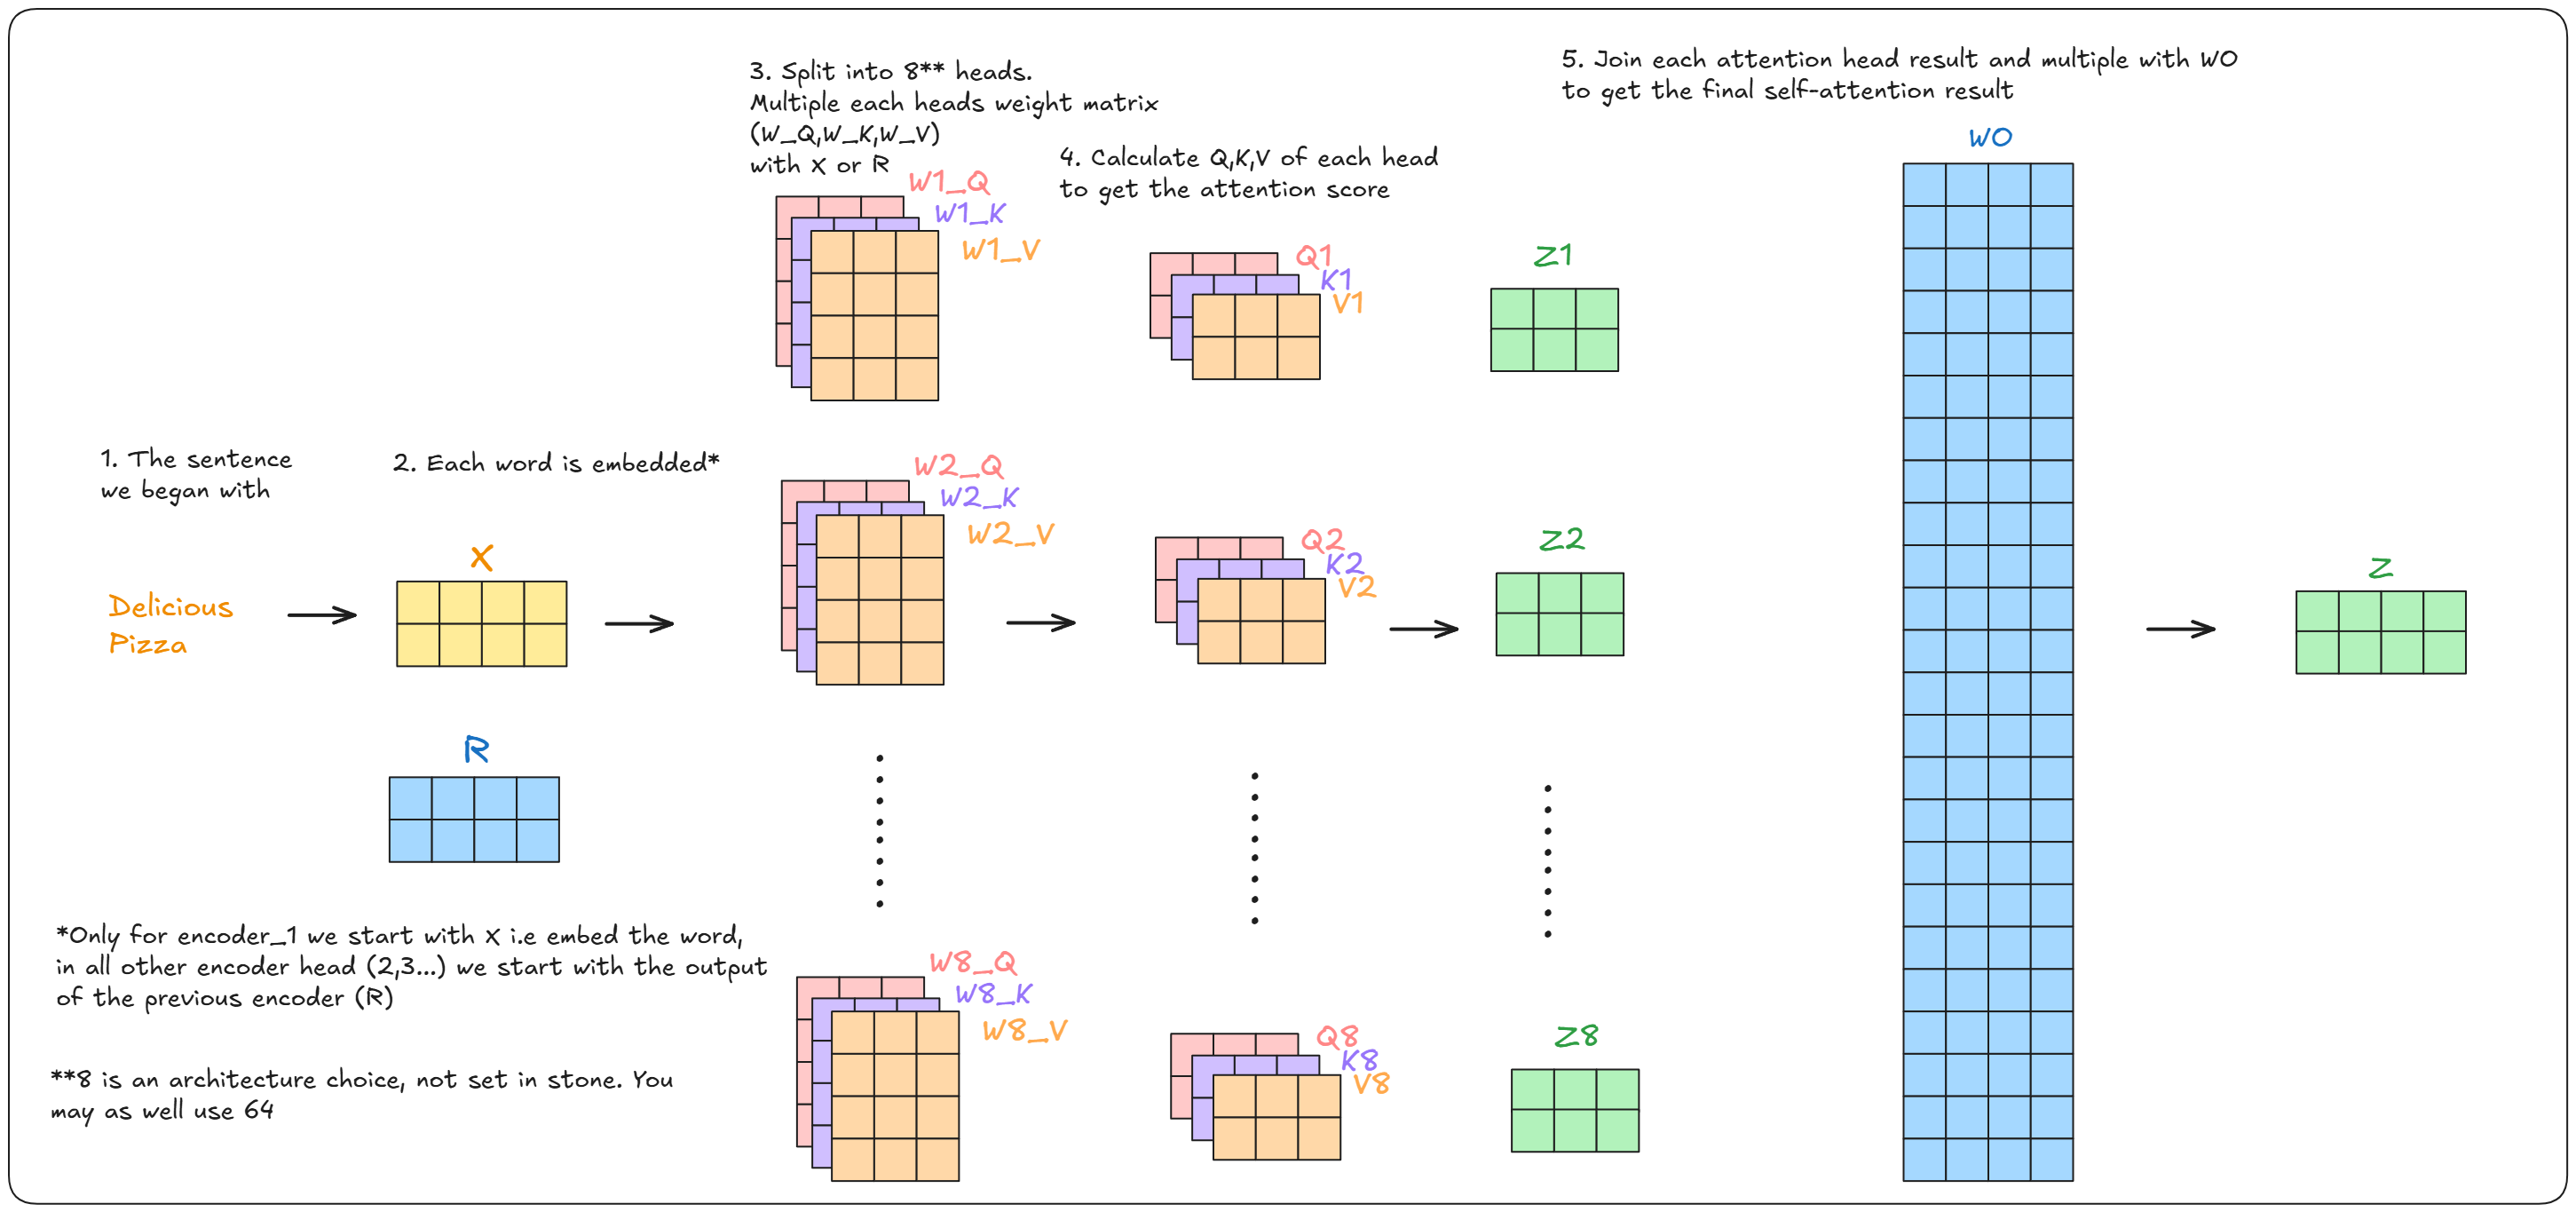 3. Split into 8** heads.
Multiple each heads weight matrix
(W_Q,W_K,W_V)
with X or R
4. Calculate Q,K,V of each head
to get the attention score
5. Join each attention head result and multiple with WO
to get the final self-attention result
WO
W1_Q
W1_K
W1_V
Q1
K1
V1
Z1
1. The sentence
we began with
2. Each word is embedded*
X
Delicious
Pizza
W2_Q
W2_K
W2_V
Q2
K2
V2
Z2
Z
R
*Only for encoder_1 we start with X i.e embed the word,
in all other encoder head (2,3...) we start with the output
of the previous encoder (R)
W8_Q
W8_K
W8_V
Q8
K8
V8
Z8
**8 is an architecture choice, not set in stone. You
may as well use 64